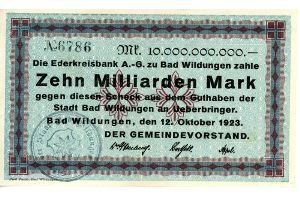 №6786 Mk. 10.000.000.000.—
Die Ederkreisbank A.-G. zu Bad Wildungen zahle
Zehn Milliarden Mark
gegen diesen Scheck aus dem Guthaben der
Stadt Bad Wildungen an Ueberbringer.
Bad Wildungen, den 12. Oktober 1923.
DER GEMEINDEVORSTAND.